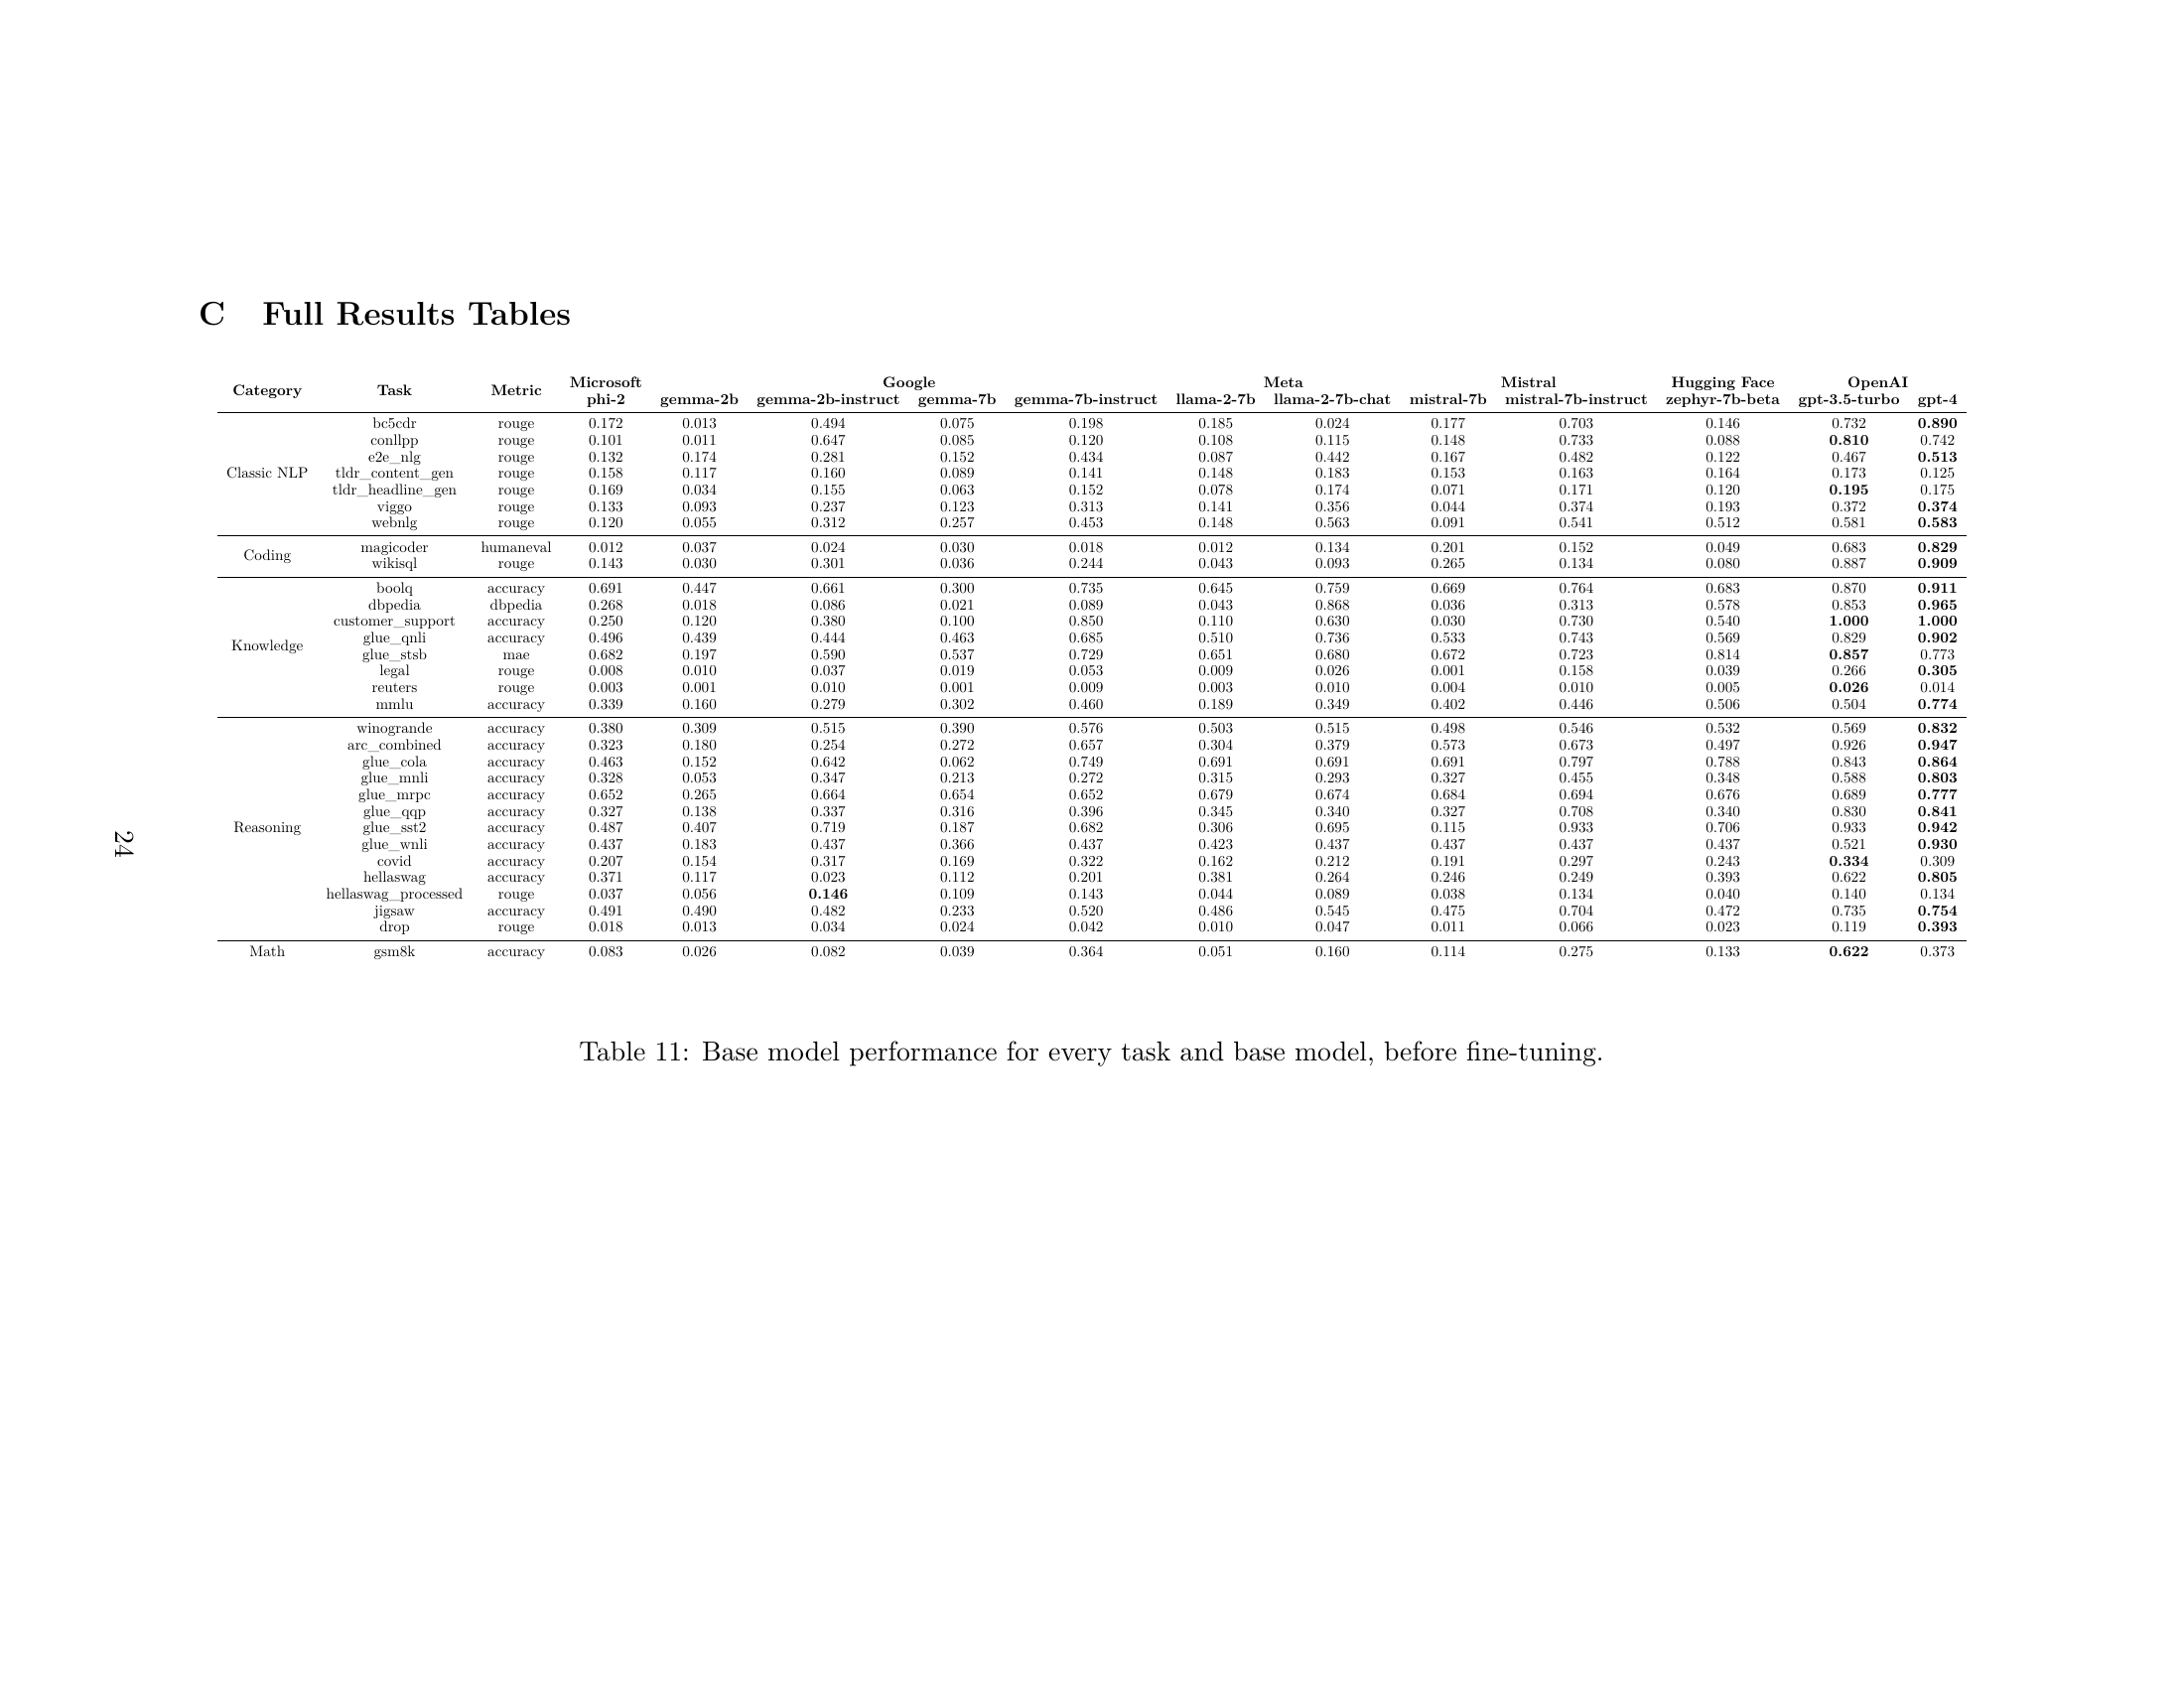 C Full Results Tables
Category Task Metric Microsoft Google Meta Mistral Hugging Face OpenAI
phi-2 gemma-2b gemma-2b-instruct gemma-7b gemma-7b-instruct llama-2-7b llama-2-7b-chat mistral-7b mistral-7b-instruct zephyr-7b-beta gpt-3.5-turbo gpt-4
Classic NLP
bc5cdr rouge 0.172 0.013 0.494 0.075 0.198 0.185 0.024 0.177 0.703 0.146 0.732 0.890
conllpp rouge 0.101 0.011 0.647 0.085 0.120 0.108 0.115 0.148 0.733 0.088 0.810 0.742
e2e_nlg rouge 0.132 0.174 0.281 0.152 0.434 0.087 0.442 0.167 0.482 0.122 0.467 0.513
tldr_content_gen rouge 0.158 0.117 0.160 0.089 0.141 0.148 0.183 0.153 0.163 0.164 0.173 0.125
tldr_headline_gen rouge 0.169 0.034 0.155 0.063 0.152 0.078 0.174 0.071 0.171 0.120 0.195 0.175
viggo rouge 0.133 0.093 0.237 0.123 0.313 0.141 0.356 0.044 0.374 0.193 0.372 0.374
webnlg rouge 0.120 0.055 0.312 0.257 0.453 0.148 0.563 0.091 0.541 0.512 0.581 0.583
Coding
magicoder humaneval 0.012 0.037 0.024 0.030 0.018 0.012 0.134 0.201 0.152 0.049 0.683 0.829
wikisql rouge 0.143 0.030 0.301 0.036 0.244 0.043 0.093 0.265 0.134 0.080 0.887 0.909
Knowledge
boolq accuracy 0.691 0.447 0.661 0.300 0.735 0.645 0.759 0.669 0.764 0.683 0.870 0.911
dbpedia dbpedia 0.268 0.018 0.086 0.021 0.089 0.043 0.868 0.036 0.313 0.578 0.853 0.965
customer_support accuracy 0.250 0.120 0.380 0.100 0.850 0.110 0.630 0.030 0.730 0.540 1.000 1.000
glue_qnli accuracy 0.496 0.439 0.444 0.463 0.685 0.510 0.736 0.533 0.743 0.569 0.829 0.902
glue_stsb mae 0.682 0.197 0.590 0.537 0.729 0.651 0.680 0.672 0.723 0.814 0.857 0.773
legal rouge 0.008 0.010 0.037 0.019 0.053 0.009 0.026 0.001 0.158 0.039 0.266 0.305
reuters rouge 0.003 0.001 0.010 0.001 0.009 0.003 0.010 0.004 0.010 0.005 0.026 0.014
mmlu accuracy 0.339 0.160 0.279 0.302 0.460 0.189 0.349 0.402 0.446 0.506 0.504 0.774
Reasoning
winogrande accuracy 0.380 0.309 0.515 0.390 0.576 0.503 0.515 0.498 0.546 0.532 0.569 0.832
arc_combined accuracy 0.323 0.180 0.254 0.272 0.657 0.304 0.379 0.573 0.673 0.497 0.926 0.947
glue_cola accuracy 0.463 0.152 0.642 0.062 0.749 0.691 0.691 0.691 0.797 0.788 0.843 0.864
glue_mnli accuracy 0.328 0.053 0.347 0.213 0.272 0.315 0.293 0.327 0.455 0.348 0.588 0.803
glue_mrpc accuracy 0.652 0.265 0.664 0.654 0.652 0.679 0.674 0.684 0.694 0.676 0.689 0.777
glue_qqp accuracy 0.327 0.138 0.337 0.316 0.396 0.345 0.340 0.327 0.708 0.340 0.830 0.841
glue_sst2 accuracy 0.487 0.407 0.719 0.187 0.682 0.306 0.695 0.115 0.933 0.706 0.933 0.942
glue_wnli accuracy 0.437 0.183 0.437 0.366 0.437 0.423 0.437 0.437 0.437 0.437 0.521 0.930
covid accuracy 0.207 0.154 0.317 0.169 0.322 0.162 0.212 0.191 0.297 0.243 0.334 0.309
hellaswag accuracy 0.371 0.117 0.023 0.112 0.201 0.381 0.264 0.246 0.249 0.393 0.622 0.805
hellaswag_processed rouge 0.037 0.056 0.146 0.109 0.143 0.044 0.089 0.038 0.134 0.040 0.140 0.134
jigsaw accuracy 0.491 0.490 0.482 0.233 0.520 0.486 0.545 0.475 0.704 0.472 0.735 0.754
drop rouge 0.018 0.013 0.034 0.024 0.042 0.010 0.047 0.011 0.066 0.023 0.119 0.393
Math gsm8k accuracy 0.083 0.026 0.082 0.039 0.364 0.051 0.160 0.114 0.275 0.133 0.622 0.373
Table 11: Base model performance for every task and base model, before fine-tuning.
24